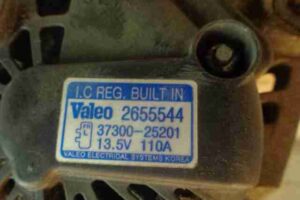 I.C REG. BUILT IN
Valeo 2655544
37300-25201
13.5V 110A
VALEO ELECTRICAL SYSTEMS KOREA